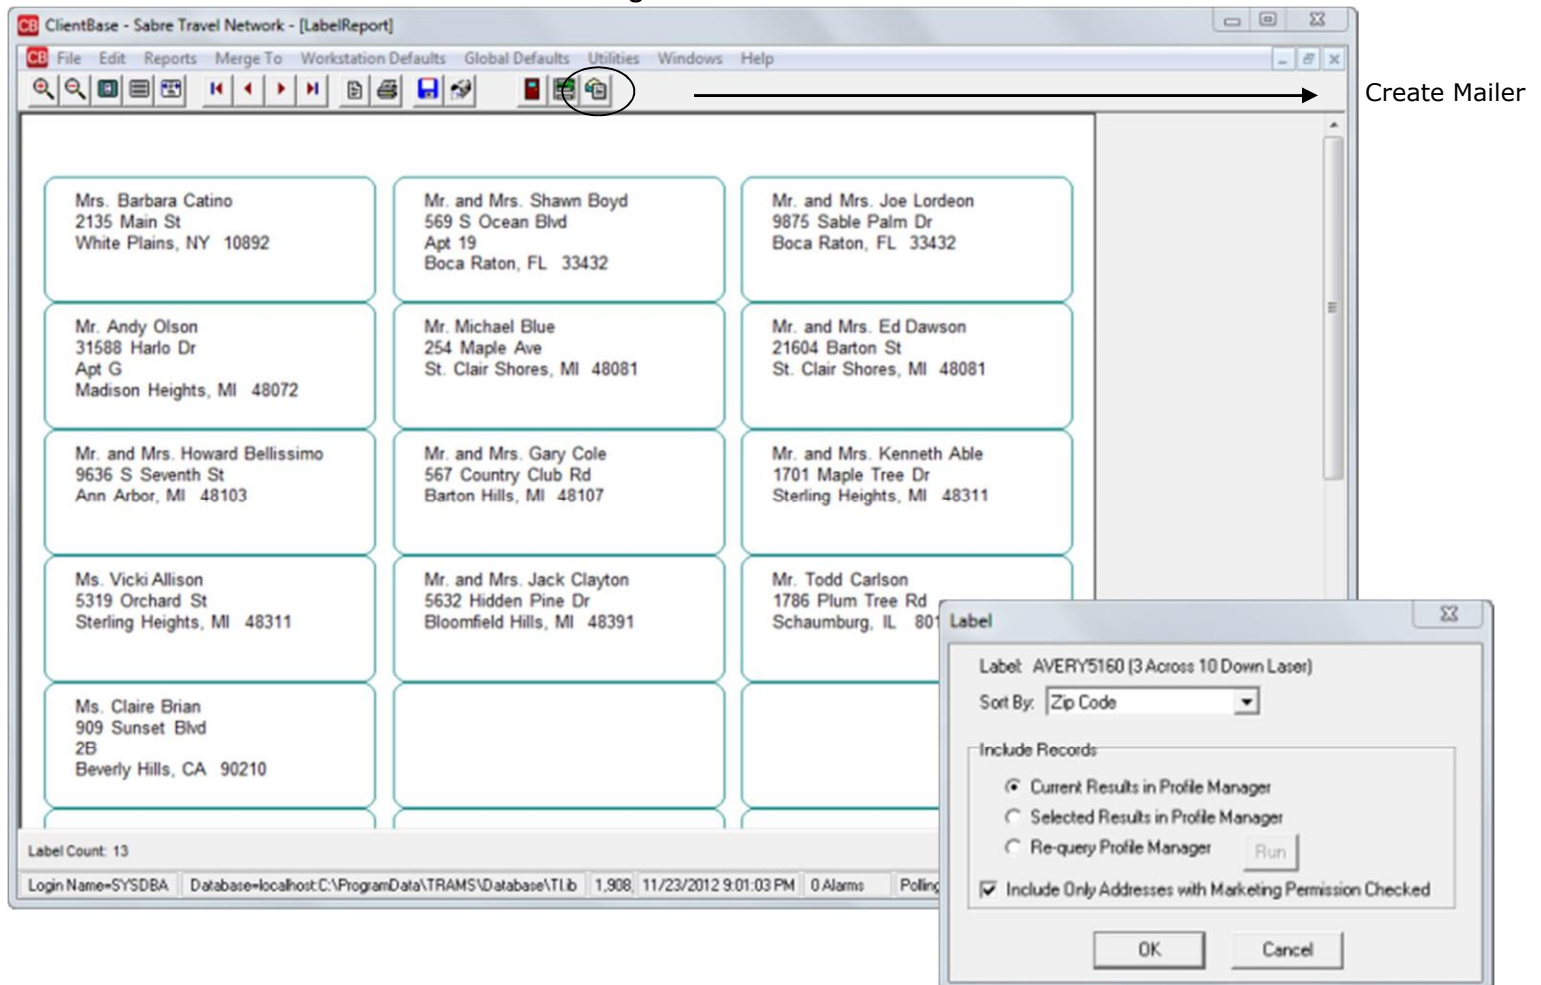 CB ClientBase - Sabre Travel Network - [LabelReport]
CB File Edit Reports Merge To Workstation Defaults Global Defaults Utilities Windows Help
Create Mailer
Mrs. Barbara Catino
2135 Main St
White Plains, NY 10892
Mr. and Mrs. Shawn Boyd
569 S Ocean Blvd
Apt 19
Boca Raton, FL 33432
Mr. and Mrs. Joe Lordeon
9875 Sable Palm Dr
Boca Raton, FL 33432
Mr. Andy Olson
31588 Harlo Dr
Apt G
Madison Heights, MI 48072
Mr. Michael Blue
254 Maple Ave
St. Clair Shores, MI 48081
Mr. and Mrs. Ed Dawson
21604 Barton St
St. Clair Shores, MI 48081
Mr. and Mrs. Howard Bellissimo
9636 S Seventh St
Ann Arbor, MI 48103
Mr. and Mrs. Gary Cole
567 Country Club Rd
Barton Hills, MI 48107
Mr. and Mrs. Kenneth Able
1701 Maple Tree Dr
Sterling Heights, MI 48311
Ms. Vicki Allison
5319 Orchard St
Sterling Heights, MI 48311
Mr. and Mrs. Jack Clayton
5632 Hidden Pine Dr
Bloomfield Hills, MI 48391
Mr. Todd Carlson
1786 Plum Tree Rd
Schaumburg, IL 801
Ms. Claire Brian
909 Sunset Blvd
2B
Beverly Hills, CA 90210
Label Count: 13
Login Name=SYSDBA Database=localhost:C:\ProgramData\TRAMS\Database\TLib 1,908 11/23/2012 9:01:03 PM 0 Alarms Polling
Label
Label: AVERY5160 (3 Across 10 Down Laser)
Sort By: Zip Code
Include Records
Current Results in Profile Manager
Selected Results in Profile Manager
Re-query Profile Manager Run
Include Only Addresses with Marketing Permission Checked
OK Cancel